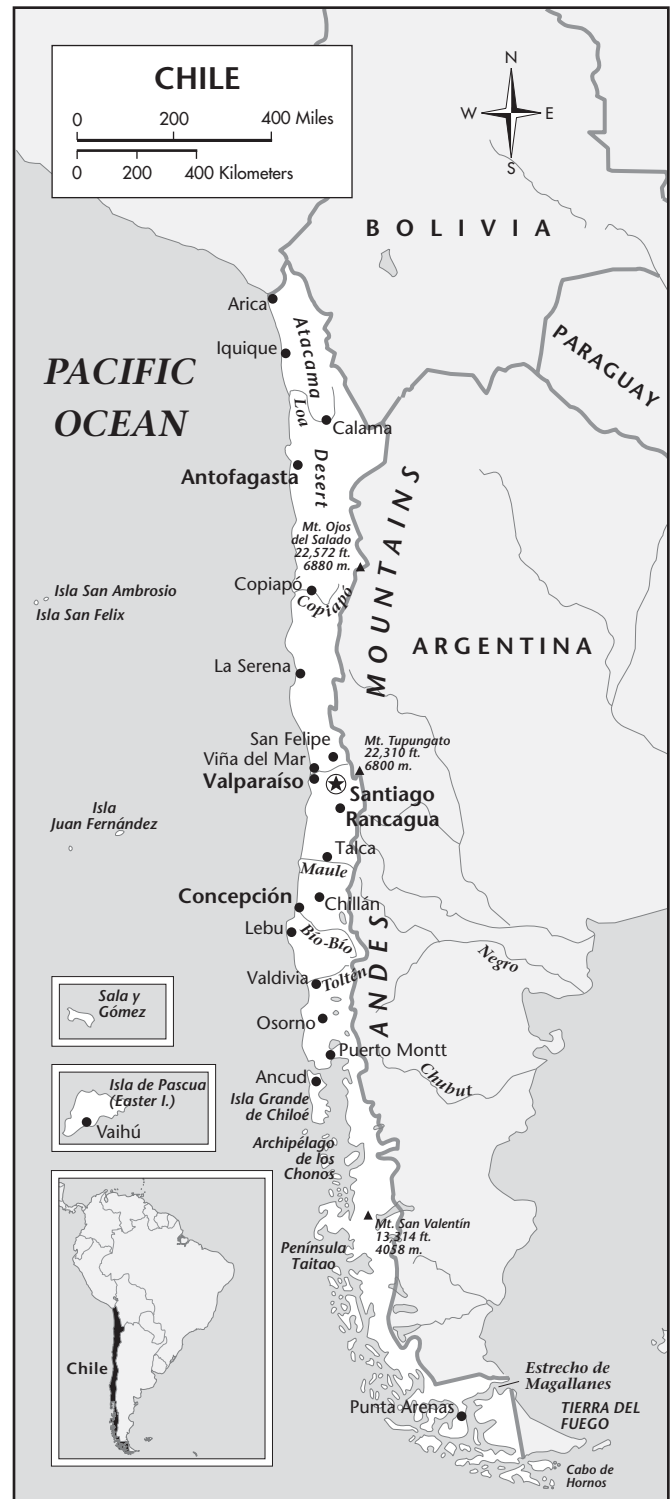 CHILE
0 200 400 Miles
0 200 400 Kilometers
N
W E
S
BOLIVIA
PARAGUAY
Arica
Iquique
Atacama
Desert
PACIFIC
OCEAN
Loa
Calama
Antofagasta
Mt. Ojos
del Salado
22,572 ft.
6880 m.
MOUNTAINS
Isla San Ambrosio
Isla San Felix
Copiapó
Copiapó
ARGENTINA
La Serena
San Felipe
Viña del Mar
Valparaíso
Mt. Tupungato
22,310 ft.
6800 m.
Santiago
Rancagua
Isla
Juan Fernández
Talca
Maule
Concepción
Chillán
Lebu
Bío-Bío
ANDES
Negro
Valdivia
Toltén
Sala y
Gómez
Osorno
Puerto Montt
Ancud
Chubut
Isla de Pascua
(Easter I.)
Vaihú
Isla Grande
de Chiloé
Archipélago
de los
Chonos
Mt. San Valentín
13,314 ft.
4058 m.
Península
Taitao
Chile
Estrecho de
Magallanes
Punta Arenas
TIERRA DEL
FUEGO
Cabo de
Hornos